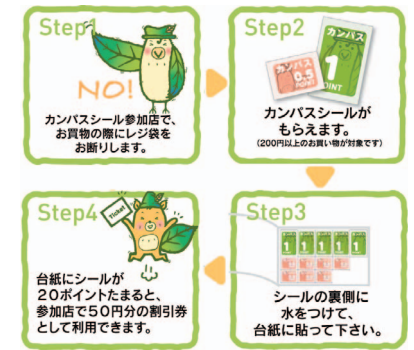 Step1
NO!
カンパスシール参加店で、
お買物の際にレジ袋を
お断りします。
Step2
カンパス
0.5
POINT
カンパス
1
POINT
カンパスシールが
もらえます。
(200円以上のお買い物が対象です)
Step3
1 1 1 1 1
シールの裏側に
水をつけて、
台紙に貼って下さい。
Step4
Ticket
台紙にシールが
20ポイントたまると、
参加店で50円分の割引券
として利用できます。